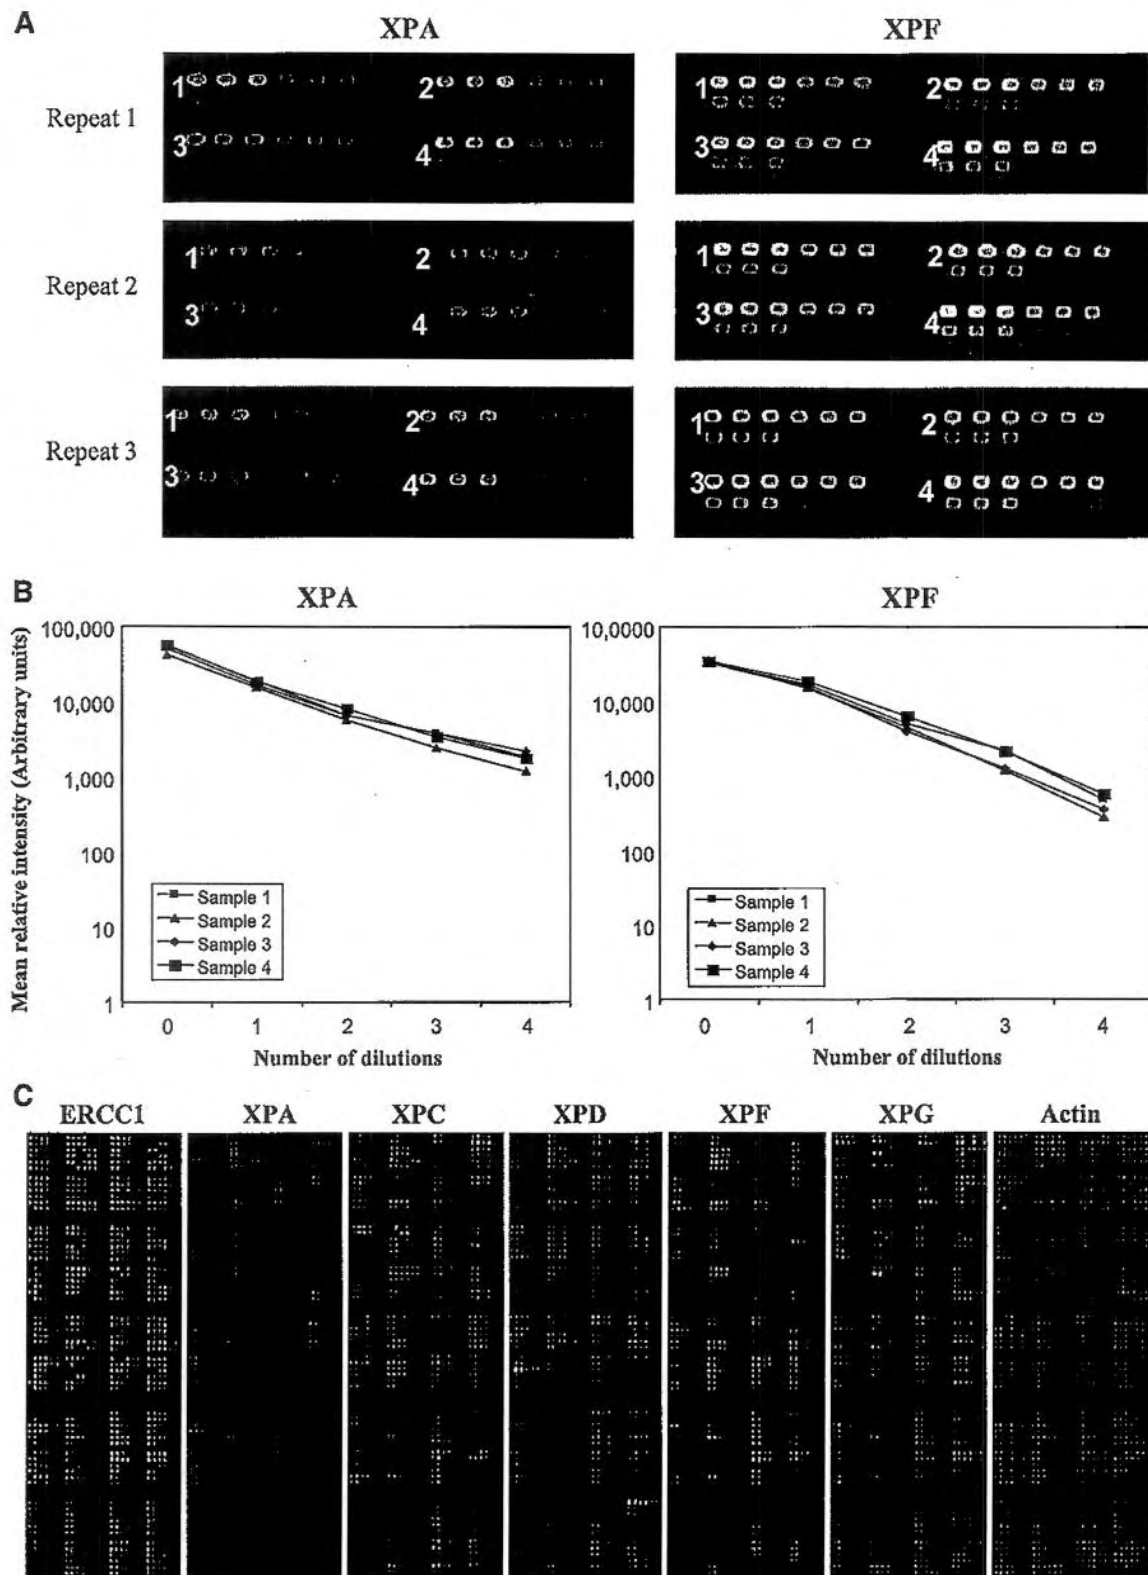 A
XPA XPF
Repeat 1
1 2 1 2
3 4 3 4
Repeat 2
1 2 1 2
3 4 3 4
Repeat 3
1 2 1 2
3 4 3 4
B
XPA XPF
Mean relative intensity (Arbitrary units)
100,000
10,000
1,000
100
10
1
Sample 1
Sample 2
Sample 3
Sample 4
0 1 2 3 4
Number of dilutions
10,0000
10,000
1,000
100
10
1
Sample 1
Sample 2
Sample 3
Sample 4
0 1 2 3 4
Number of dilutions
C
ERCC1 XPA XPC XPD XPF XPG Actin